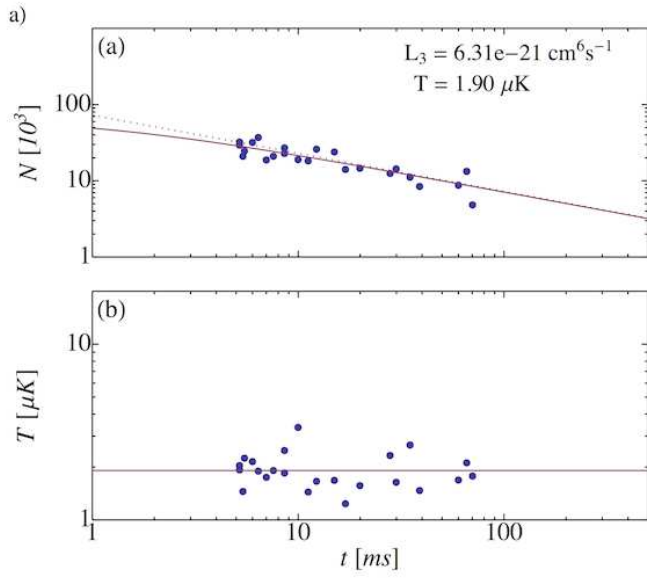 a)
(a)
L₃ = 6.31e−21 cm⁶s⁻¹
T = 1.90 μK
100
10
1
N [10³]
(b)
10
1
T [μK]
1
10
100
t [ms]